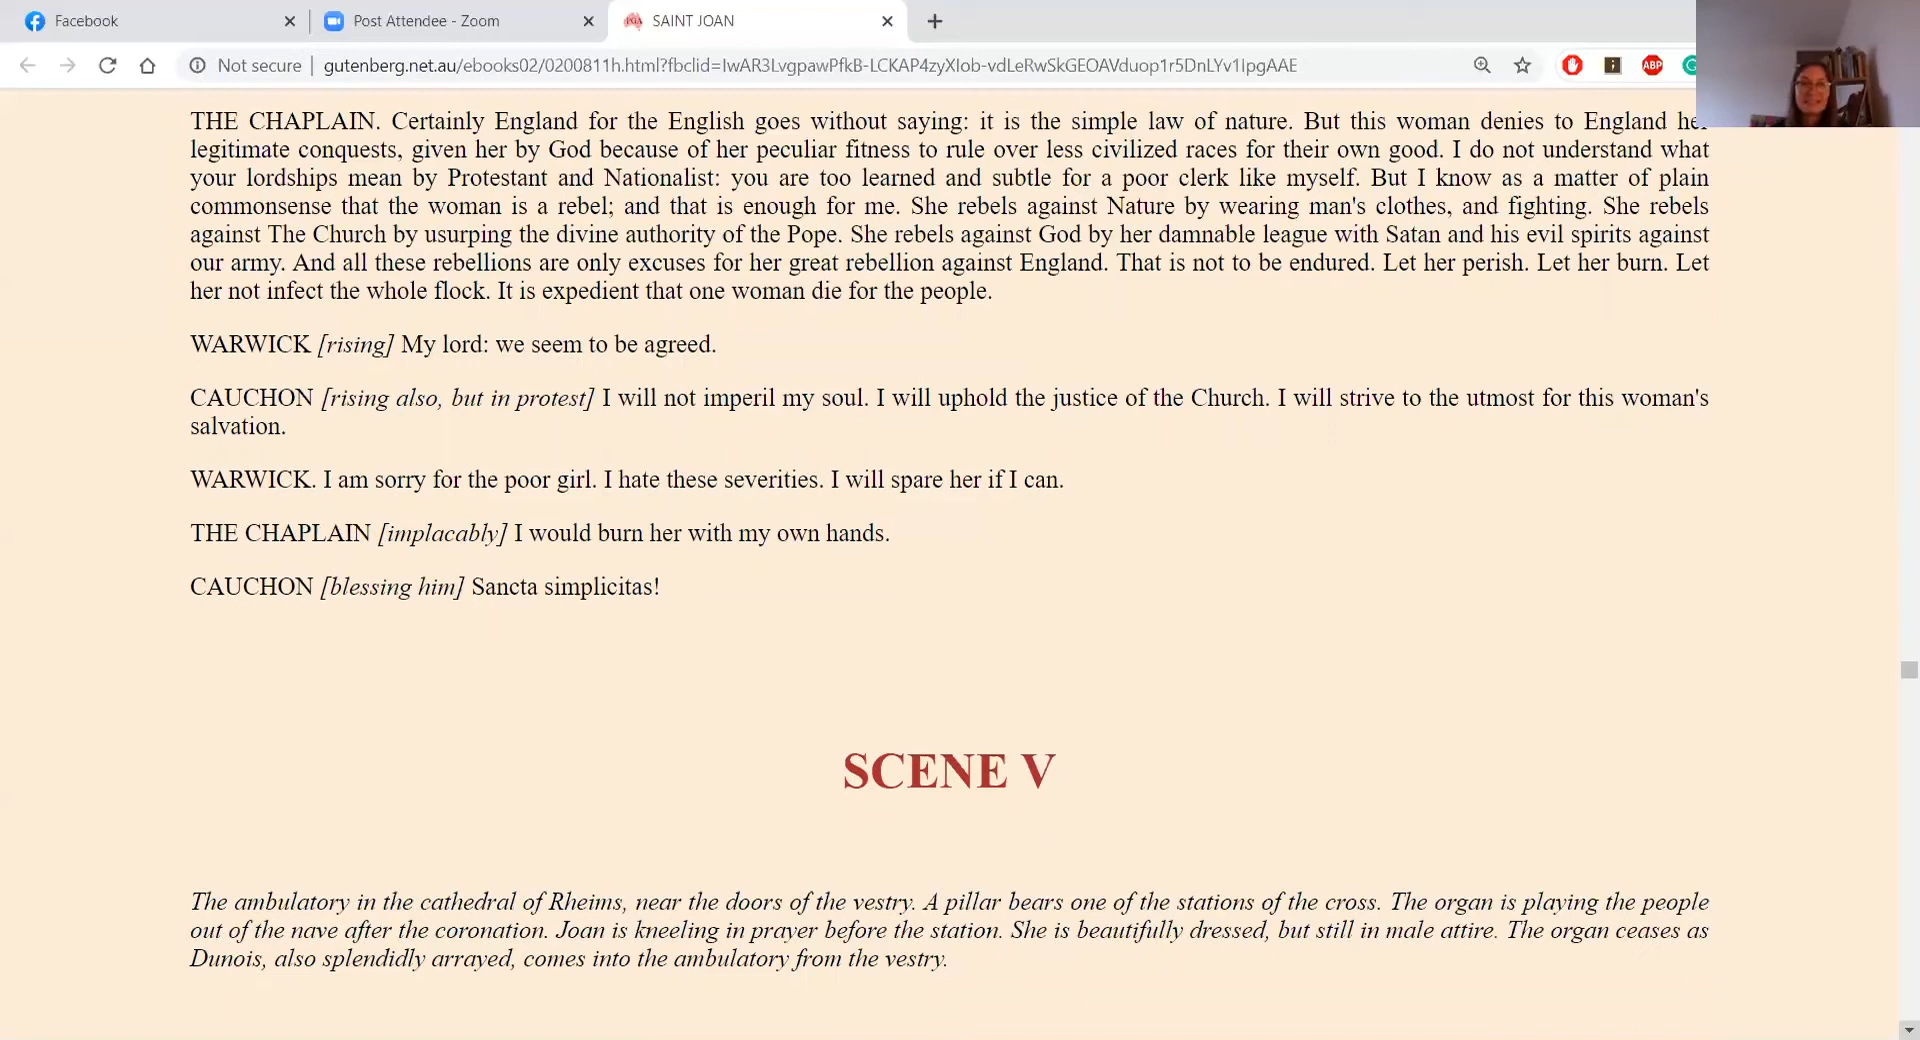 Facebook
Post Attendee - Zoom
SAINT JOAN
Not secure
gutenberg.net.au/ebooks02/0200811h.html?fbclid=IwAR3LvgpawPfkB-LCKAP4zyXIob-vdLeRwSkGEOAVduop1r5DnLYv1IpgAAE
ABP
THE CHAPLAIN. Certainly England for the English goes without saying: it is the simple law of nature. But this woman denies to England her
legitimate conquests, given her by God because of her peculiar fitness to rule over less civilized races for their own good. I do not understand what
your lordships mean by Protestant and Nationalist: you are too learned and subtle for a poor clerk like myself. But I know as a matter of plain
commonsense that the woman is a rebel; and that is enough for me. She rebels against Nature by wearing man's clothes, and fighting. She rebels
against The Church by usurping the divine authority of the Pope. She rebels against God by her damnable league with Satan and his evil spirits against
our army. And all these rebellions are only excuses for her great rebellion against England. That is not to be endured. Let her perish. Let her burn. Let
her not infect the whole flock. It is expedient that one woman die for the people.
WARWICK [rising] My lord: we seem to be agreed.
CAUCHON [rising also, but in protest] I will not imperil my soul. I will uphold the justice of the Church. I will strive to the utmost for this woman's
salvation.
WARWICK. I am sorry for the poor girl. I hate these severities. I will spare her if I can.
THE CHAPLAIN [implacably] I would burn her with my own hands.
CAUCHON [blessing him] Sancta simplicitas!
SCENE V
The ambulatory in the cathedral of Rheims, near the doors of the vestry. A pillar bears one of the stations of the cross. The organ is playing the people
out of the nave after the coronation. Joan is kneeling in prayer before the station. She is beautifully dressed, but still in male attire. The organ ceases as
Dunois, also splendidly arrayed, comes into the ambulatory from the vestry.